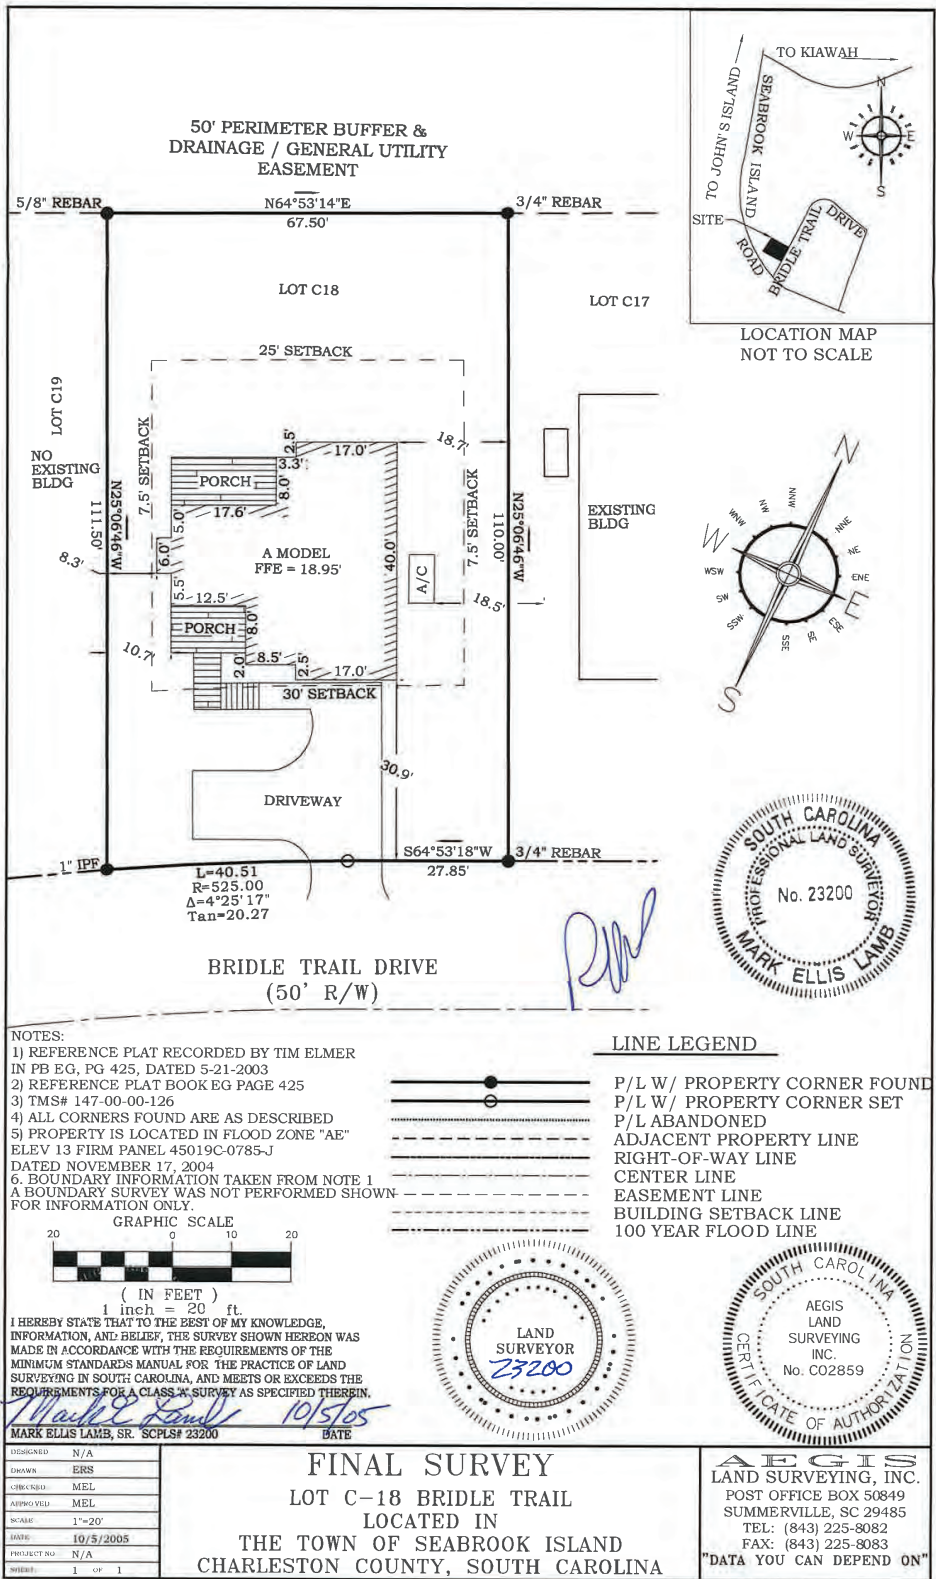 50' PERIMETER BUFFER &
DRAINAGE / GENERAL UTILITY
EASEMENT
5/8" REBAR
N64°53'14"E
67.50'
3/4" REBAR
LOT C18
LOT C17
25' SETBACK
LOT C19
NO
EXISTING
BLDG
7.5' SETBACK
N25°06'46"W
111.50'
8.3'
10.7'
2.5'
3.3'
17.0'
18.7'
PORCH
8.0'
17.6'
5.0'
6.0'
5.5'
A MODEL
FFE = 18.95'
40.0'
A/C
7.5' SETBACK
N25°06'46"W
110.00'
18.5'
EXISTING
BLDG
12.5'
PORCH
8.0'
2.0'
8.5'
2.5'
17.0'
30' SETBACK
30.9'
DRIVEWAY
1" IPF
S64°53'18"W
27.85'
3/4" REBAR
L=40.51
R=525.00
Δ=4°25'17"
Tan=20.27
BRIDLE TRAIL DRIVE
(50' R/W)
TO KIAWAH
TO JOHN'S ISLAND
SEABROOK ISLAND
ROAD
SITE
BRIDLE TRAIL
DRIVE
N
W
E
S
LOCATION MAP
NOT TO SCALE
N
NNW
NW
NNE
WNW
NE
W
ENE
WSW
E
SW
ESE
SSW
SE
SSE
S
SOUTH CAROLINA
PROFESSIONAL LAND SURVEYOR
No. 23200
MARK ELLIS LAMB
NOTES:
1) REFERENCE PLAT RECORDED BY TIM ELMER
IN PB EG, PG 425, DATED 5-21-2003
2) REFERENCE PLAT BOOK EG PAGE 425
3) TMS# 147-00-00-126
4) ALL CORNERS FOUND ARE AS DESCRIBED
5) PROPERTY IS LOCATED IN FLOOD ZONE "AE"
ELEV 13 FIRM PANEL 45019C-0785-J
DATED NOVEMBER 17, 2004
6. BOUNDARY INFORMATION TAKEN FROM NOTE 1
A BOUNDARY SURVEY WAS NOT PERFORMED SHOWN
FOR INFORMATION ONLY.
LINE LEGEND
P/L W/ PROPERTY CORNER FOUND
P/L W/ PROPERTY CORNER SET
P/L ABANDONED
ADJACENT PROPERTY LINE
RIGHT-OF-WAY LINE
CENTER LINE
EASEMENT LINE
BUILDING SETBACK LINE
100 YEAR FLOOD LINE
GRAPHIC SCALE
20 0 10 20
( IN FEET )
1 inch = 20 ft.
I HEREBY STATE THAT TO THE BEST OF MY KNOWLEDGE,
INFORMATION, AND BELIEF, THE SURVEY SHOWN HEREON WAS
MADE IN ACCORDANCE WITH THE REQUIREMENTS OF THE
MINIMUM STANDARDS MANUAL FOR THE PRACTICE OF LAND
SURVEYING IN SOUTH CAROLINA, AND MEETS OR EXCEEDS THE
REQUIREMENTS FOR A CLASS "A" SURVEY AS SPECIFIED THEREIN.
Mark E Lamb 10/5/05
MARK ELLIS LAMB, SR. SCPLS# 23200 DATE
LAND
SURVEYOR
23200
SOUTH CAROLINA
AEGIS
LAND
SURVEYING
INC.
No. CO2859
CERTIFICATE OF AUTHORIZATION
DESIGNED N/A
DRAWN ERS
CHECKED MEL
APPROVED MEL
SCALE 1"=20'
DATE 10/5/2005
PROJECT NO N/A
SHEET 1 OF 1
FINAL SURVEY
LOT C-18 BRIDLE TRAIL
LOCATED IN
THE TOWN OF SEABROOK ISLAND
CHARLESTON COUNTY, SOUTH CAROLINA
AEGIS
LAND SURVEYING, INC.
POST OFFICE BOX 50849
SUMMERVILLE, SC 29485
TEL: (843) 225-8082
FAX: (843) 225-8083
"DATA YOU CAN DEPEND ON"